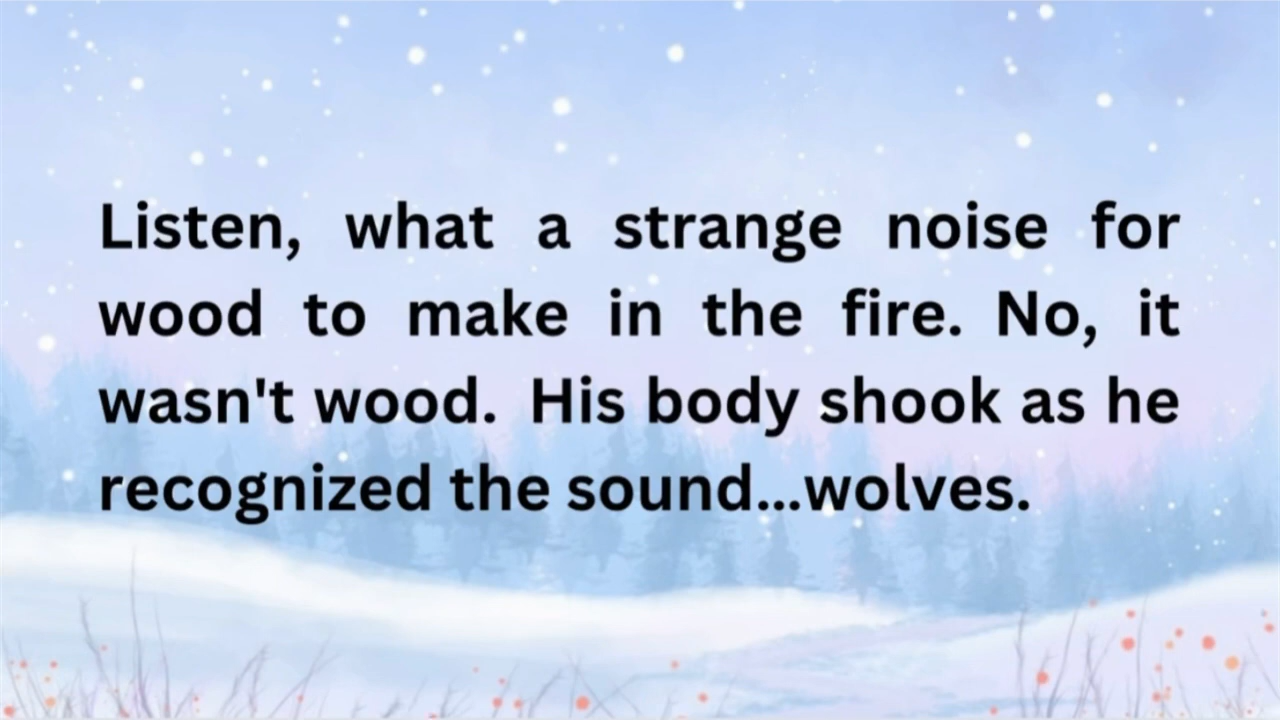 Listen, what a strange noise for
wood to make in the fire. No, it
wasn't wood. His body shook as he
recognized the sound...wolves.